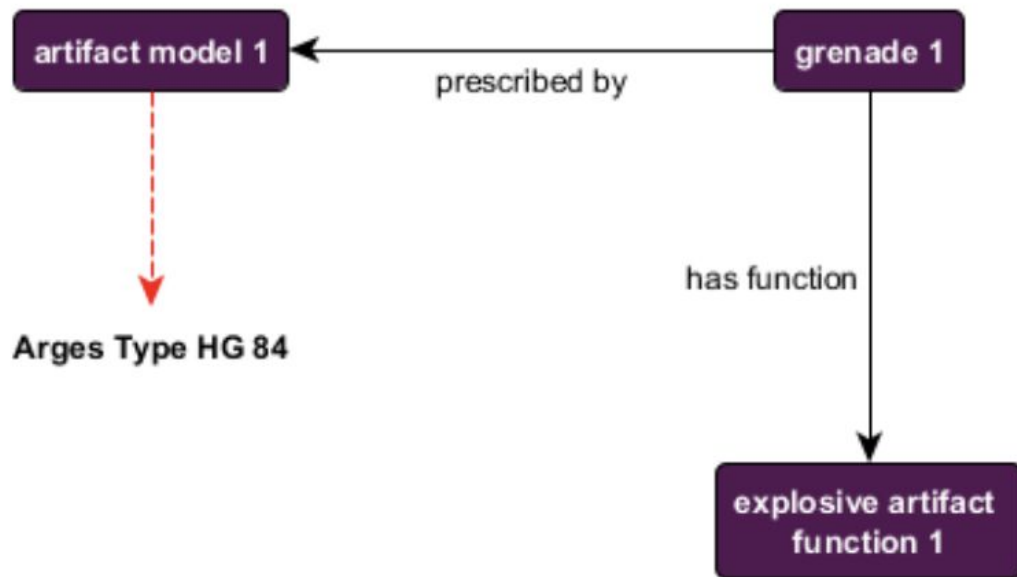 artifact model 1
grenade 1
prescribed by
has function
Arges Type HG 84
explosive artifact
function 1